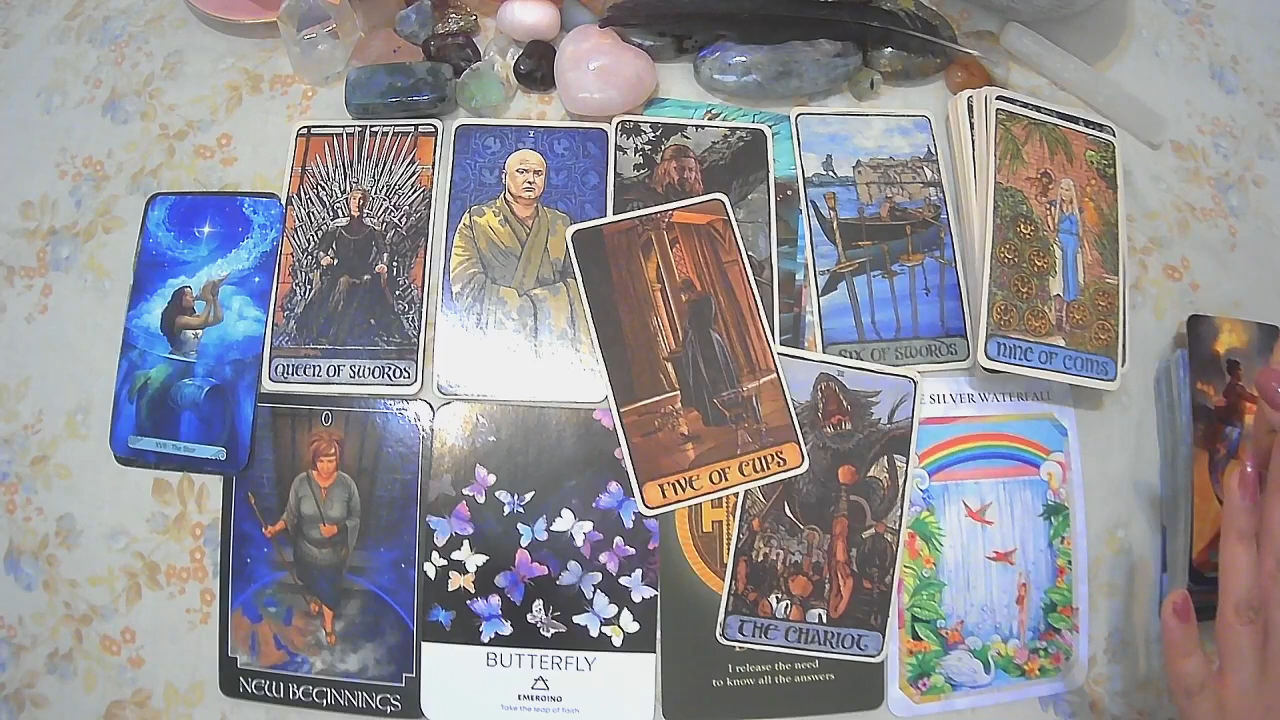 QUEEN OF SWORDS
V
SIX OF SWORDS
NINE OF COINS
XVII - The Star
FIVE OF CUPS
VII
THE CHARIOT
SILVER WATERFALL
0
NEW BEGINNINGS
BUTTERFLY
EMERGING
Take the leap of faith
I release the need
to know all the answers